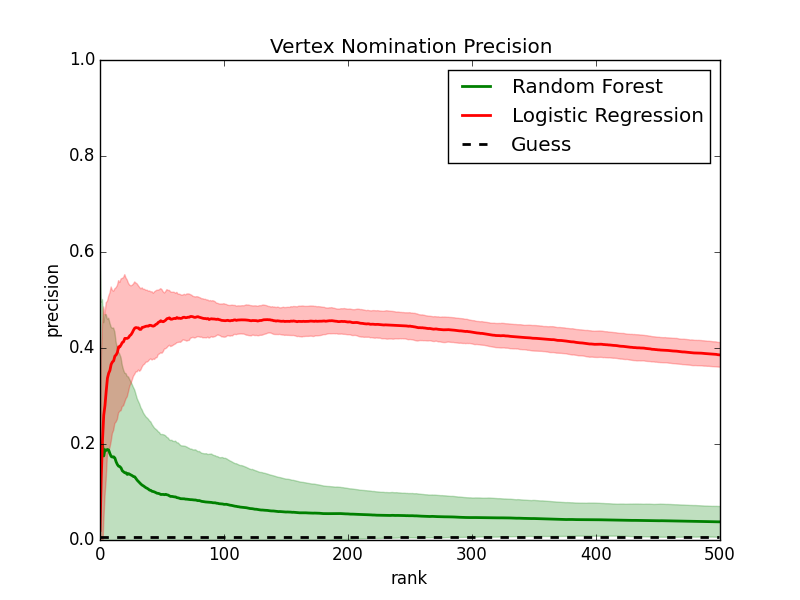 Vertex Nomination Precision
1.0
0.8
0.6
0.4
0.2
0.0
precision
Random Forest
Logistic Regression
Guess
0 100 200 300 400 500
rank